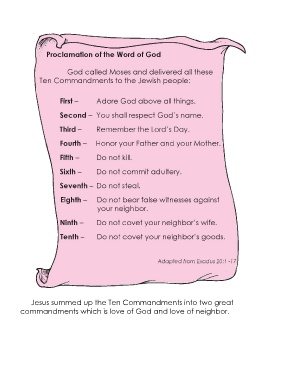 Proclamation of the Word of God
God called Moses and delivered all these
Ten Commandments to the Jewish people:
First – Adore God above all things.
Second – You shall respect God's name.
Third – Remember the Lord's Day.
Fourth – Honor your Father and your Mother.
Fifth – Do not kill.
Sixth – Do not commit adultery.
Seventh – Do not steal.
Eighth – Do not bear false witnesses against
your neighbor.
Ninth – Do not covet your neighbor's wife.
Tenth – Do not covet your neighbor's goods.
Adapted from Exodus 20:1 -17
Jesus summed up the Ten Commandments into two great
commandments which is love of God and love of neighbor.